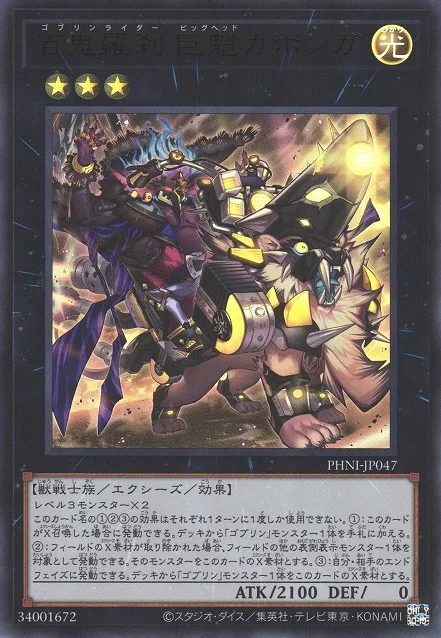 ゴブリンライダー ビッグヘッド
百鬼羅刹 巨魁ガボンガ
光
PHNI-JP047
【獣戦士族/エクシーズ/効果】
レベル3モンスター×2
このカード名の①②③の効果はそれぞれ1ターンに1度しか使用できない。①:このカード
がX召喚した場合に発動できる。デッキから「ゴブリン」モンスター1体を手札に加える。
②:フィールドのX素材が取り除かれた場合、フィールドの他の表側表示モンスター1体を
対象として発動できる。そのモンスターをこのカードのX素材とする。③:自分・相手のエンド
フェイズに発動できる。デッキから「ゴブリン」モンスター1体をこのカードのX素材とする。
ATK/2100 DEF/ 0
34001672
©スタジオ・ダイス/集英社・テレビ東京・KONAMI